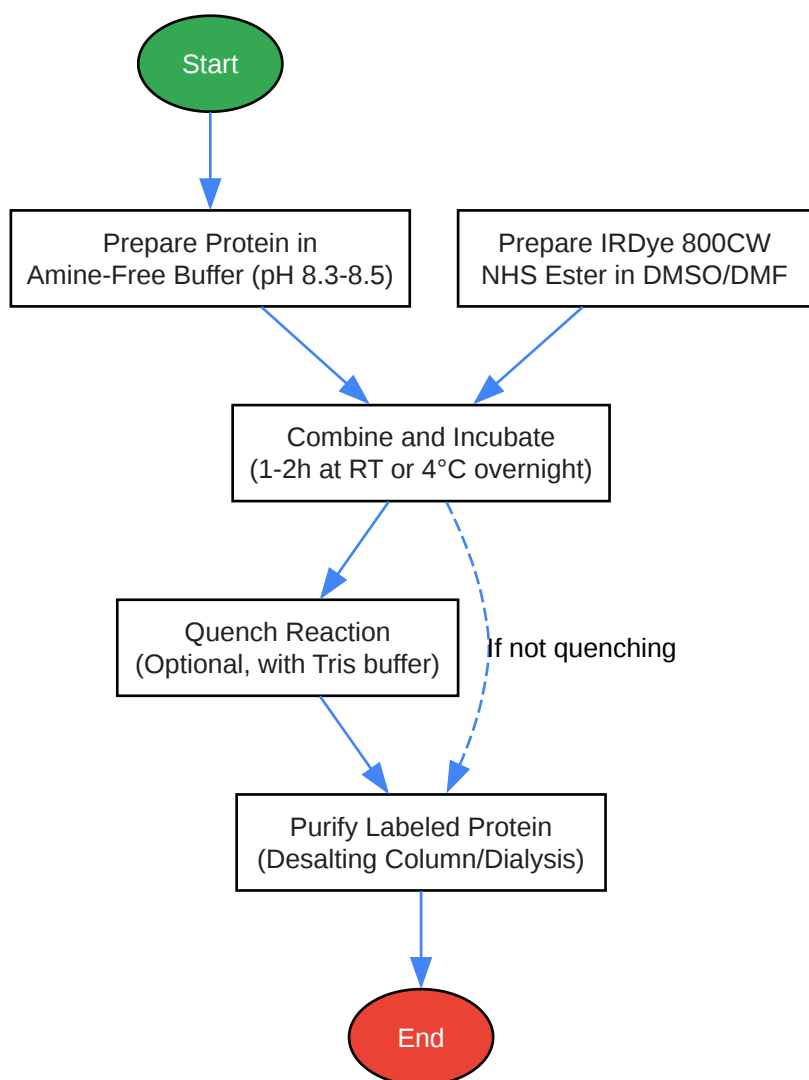 Start
Prepare Protein in
Amine-Free Buffer (pH 8.3-8.5)
Prepare IRDye 800CW
NHS Ester in DMSO/DMF
Combine and Incubate
(1-2h at RT or 4°C overnight)
Quench Reaction
(Optional, with Tris buffer)
If not quenching
Purify Labeled Protein
(Desalting Column/Dialysis)
End